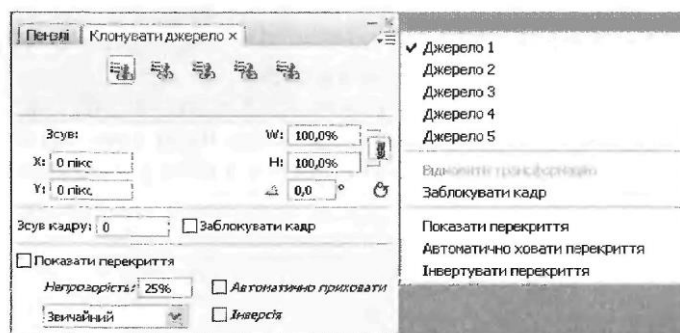 Пензлі Клонувати джерело ×
Зсув: W: 100,0%
X: 0 пікс H: 100,0%
Y: 0 пікс 0,0 °
Зсув кадру: 0 Заблокувати кадр
Показати перекриття
Непрозорість: 25% Автоматично приховати
Звичайний Інверсія
✔ Джерело 1
Джерело 2
Джерело 3
Джерело 4
Джерело 5
Відновити трансформацію
Заблокувати кадр
Показати перекриття
Автоматично ховати перекриття
Інвертувати перекриття